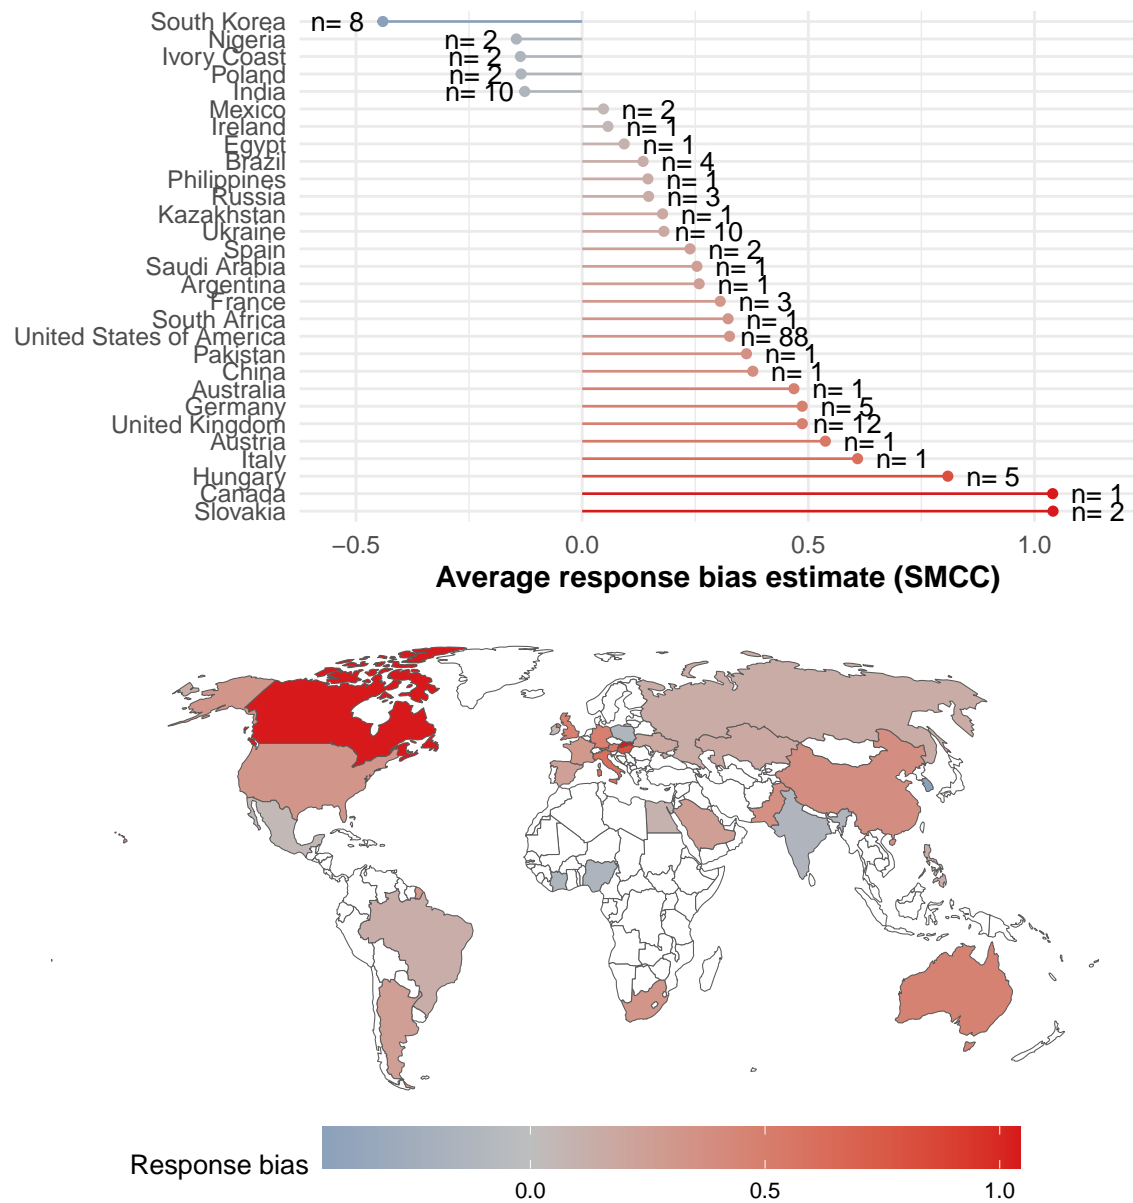 South Korea n= 8
Nigeria n= 2
Ivory Coast n= 2
Poland n= 2
India n= 10
Mexico n= 2
Ireland n= 1
Egypt n= 1
Brazil n= 4
Philippines n= 1
Russia n= 3
Kazakhstan n= 1
Ukraine n= 10
Spain n= 2
Saudi Arabia n= 1
Argentina n= 1
France n= 3
South Africa n= 1
United States of America n= 88
Pakistan n= 1
China n= 1
Australia n= 1
Germany n= 5
United Kingdom n= 12
Austria n= 1
Italy n= 1
Hungary n= 5
Canada n= 1
Slovakia n= 2
−0.5 0.0 0.5 1.0
Average response bias estimate (SMCC)
Response bias
0.0 0.5 1.0